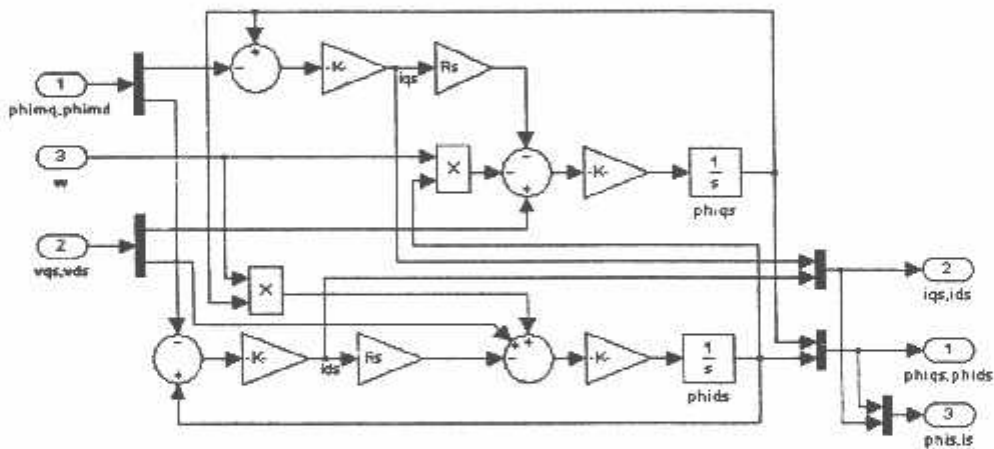 -K-
iqs
Rs
1
phimq,phimd
3
w
X
-K-
1
s
phiqs
2
vqs,vds
X
2
iqs,ids
-K-
ids
Rs
-K-
1
s
phids
1
phiqs,phids
3
phis,is